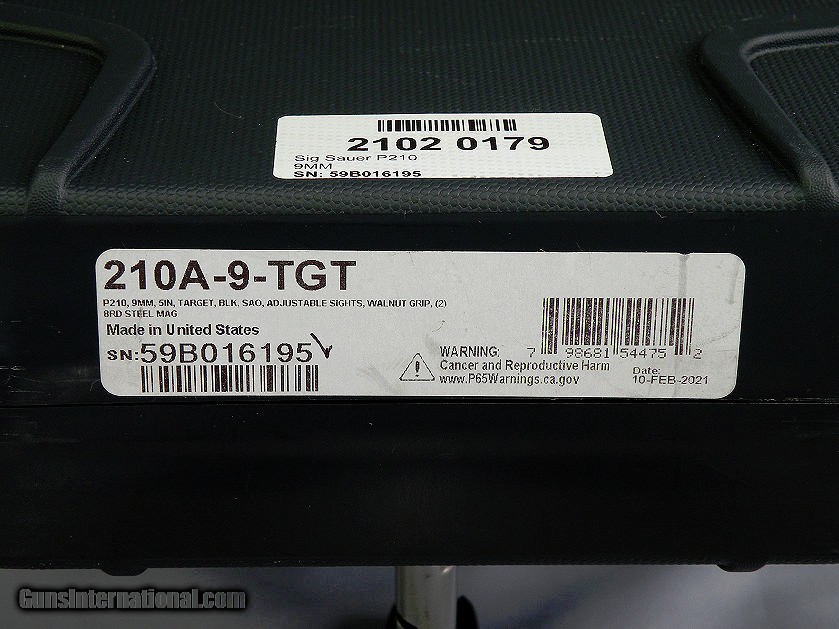 2102 0179
Sig Sauer P210
9MM
SN: 59B016195
210A-9-TGT
P210, 9MM, 5IN, TARGET, BLK, SAO, ADJUSTABLE SIGHTS, WALNUT GRIP, (2)
8RD STEEL MAG
Made in United States
SN:59B016195
WARNING:
Cancer and Reproductive Harm
www.P65Warnings.ca.gov
7 98681 54475 2
Date:
10-FEB-2021
GunsInternational.com